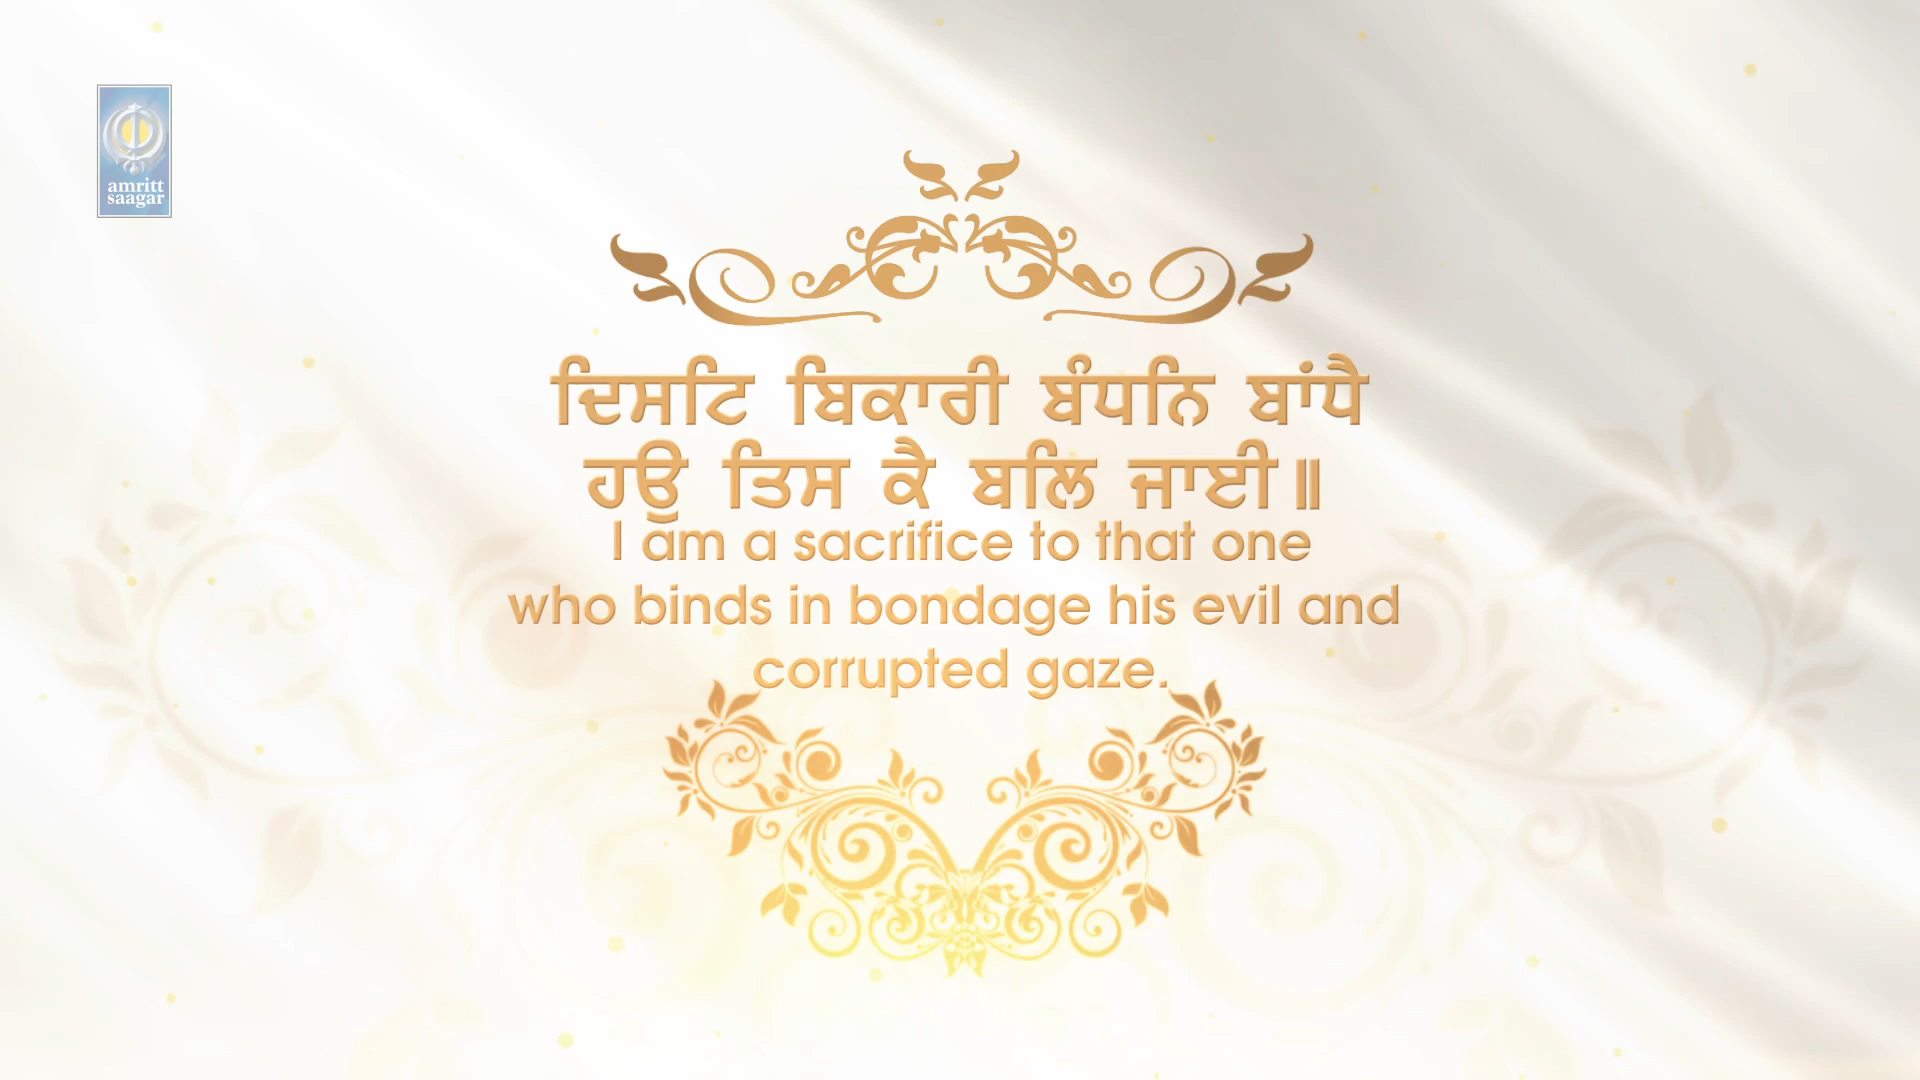 amritt
saagar
ਦਿਸਟਿ ਬਿਕਾਰੀ ਬੰਧਨਿ ਬਾਂਧੈ
ਹਉ ਤਿਸ ਕੈ ਬਲਿ ਜਾਈ॥
I am a sacrifice to that one
who binds in bondage his evil and
corrupted gaze.